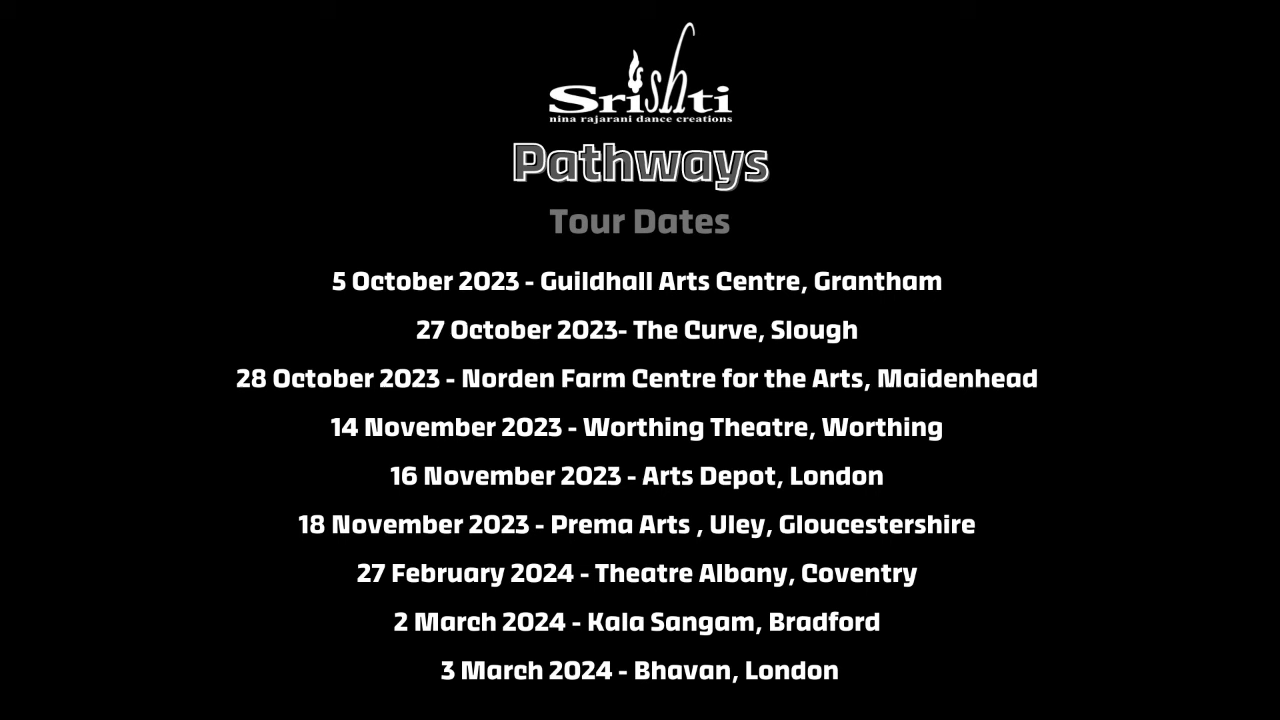 Srishti
nina rajarani dance creations
Pathways
Tour Dates
5 October 2023 - Guildhall Arts Centre, Grantham
27 October 2023- The Curve, Slough
28 October 2023 - Norden Farm Centre for the Arts, Maidenhead
14 November 2023 - Worthing Theatre, Worthing
16 November 2023 - Arts Depot, London
18 November 2023 - Prema Arts , Uley, Gloucestershire
27 February 2024 - Theatre Albany, Coventry
2 March 2024 - Kala Sangam, Bradford
3 March 2024 - Bhavan, London